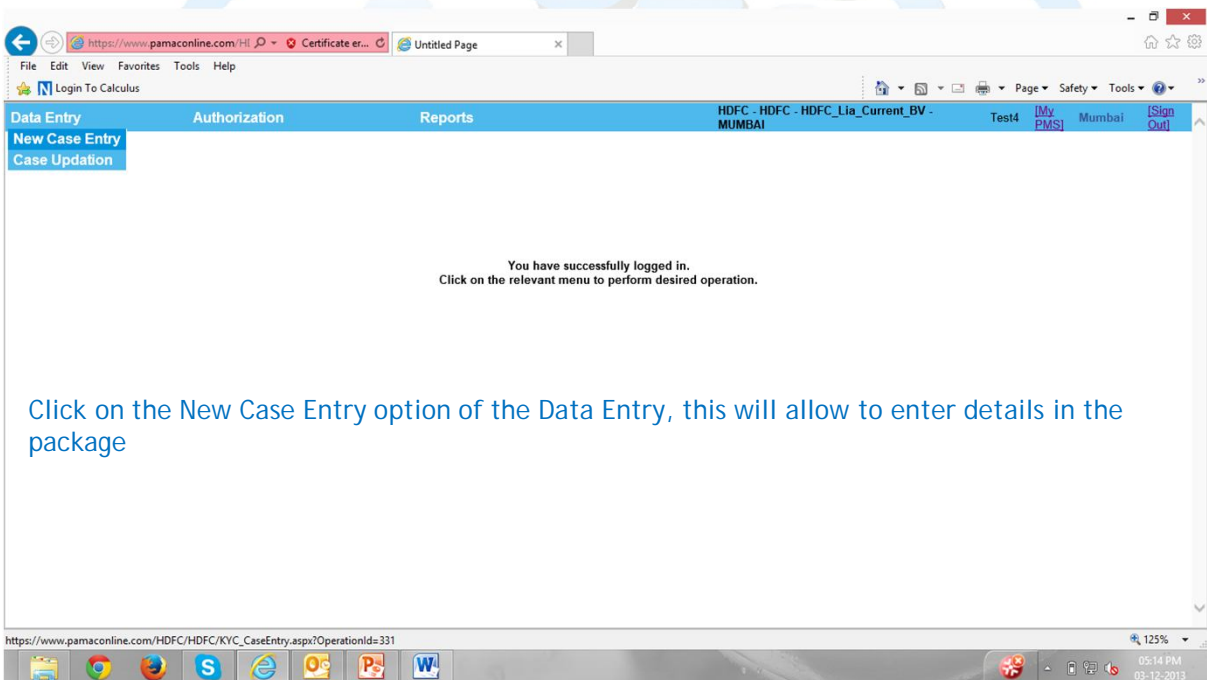 https://www.pamaconline.com/HI
Certificate er...
Untitled Page
File Edit View Favorites Tools Help
Login To Calculus
Page Safety Tools
Data Entry Authorization Reports HDFC - HDFC - HDFC_Lia_Current_BV - MUMBAI Test4 [My PMS] Mumbai [Sign Out]
New Case Entry
Case Updation
You have successfully logged in.
Click on the relevant menu to perform desired operation.
Click on the New Case Entry option of the Data Entry, this will allow to enter details in the
package
https://www.pamaconline.com/HDFC/HDFC/KYC_CaseEntry.aspx?OperationId=331
125%
05:14 PM
03-12-2013